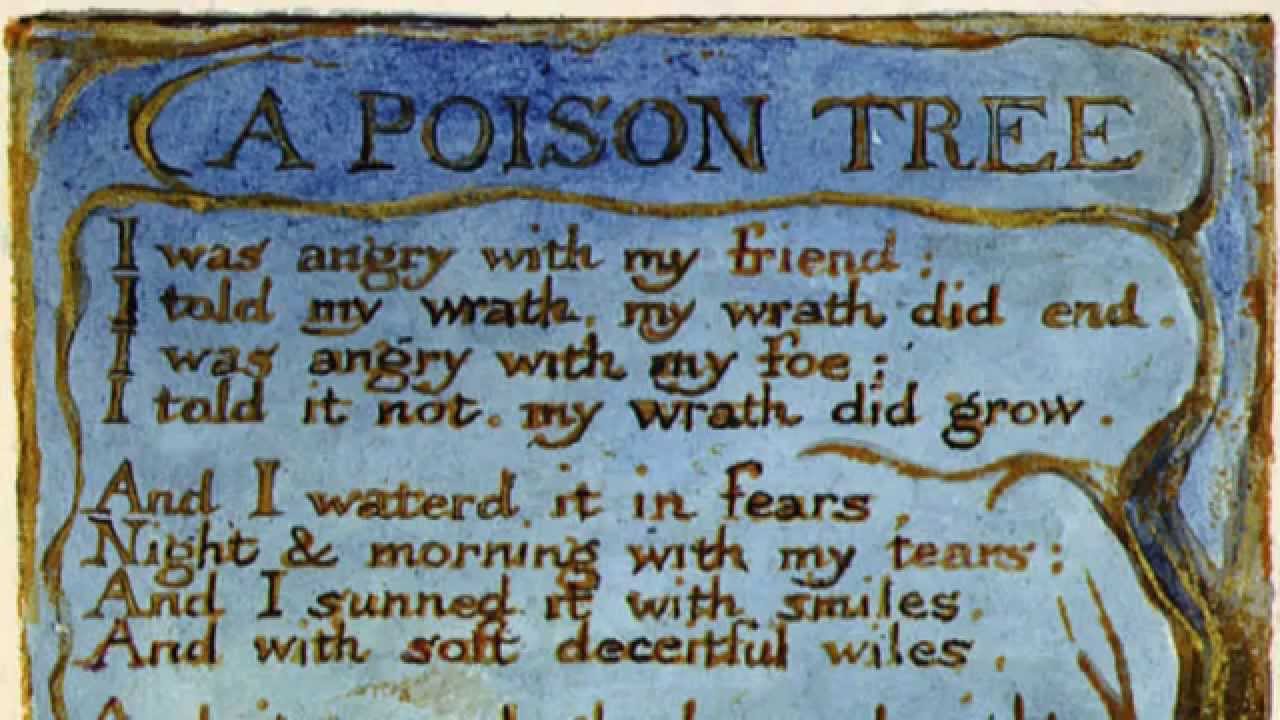 A POISON TREE
I was angry with my friend:
I told my wrath, my wrath did end.
I was angry with my foe:
I told it not. my wrath did grow.
And I waterd it in fears,
Night & morning with my tears:
And I sunned it with smiles,
And with soft deceitful wiles.